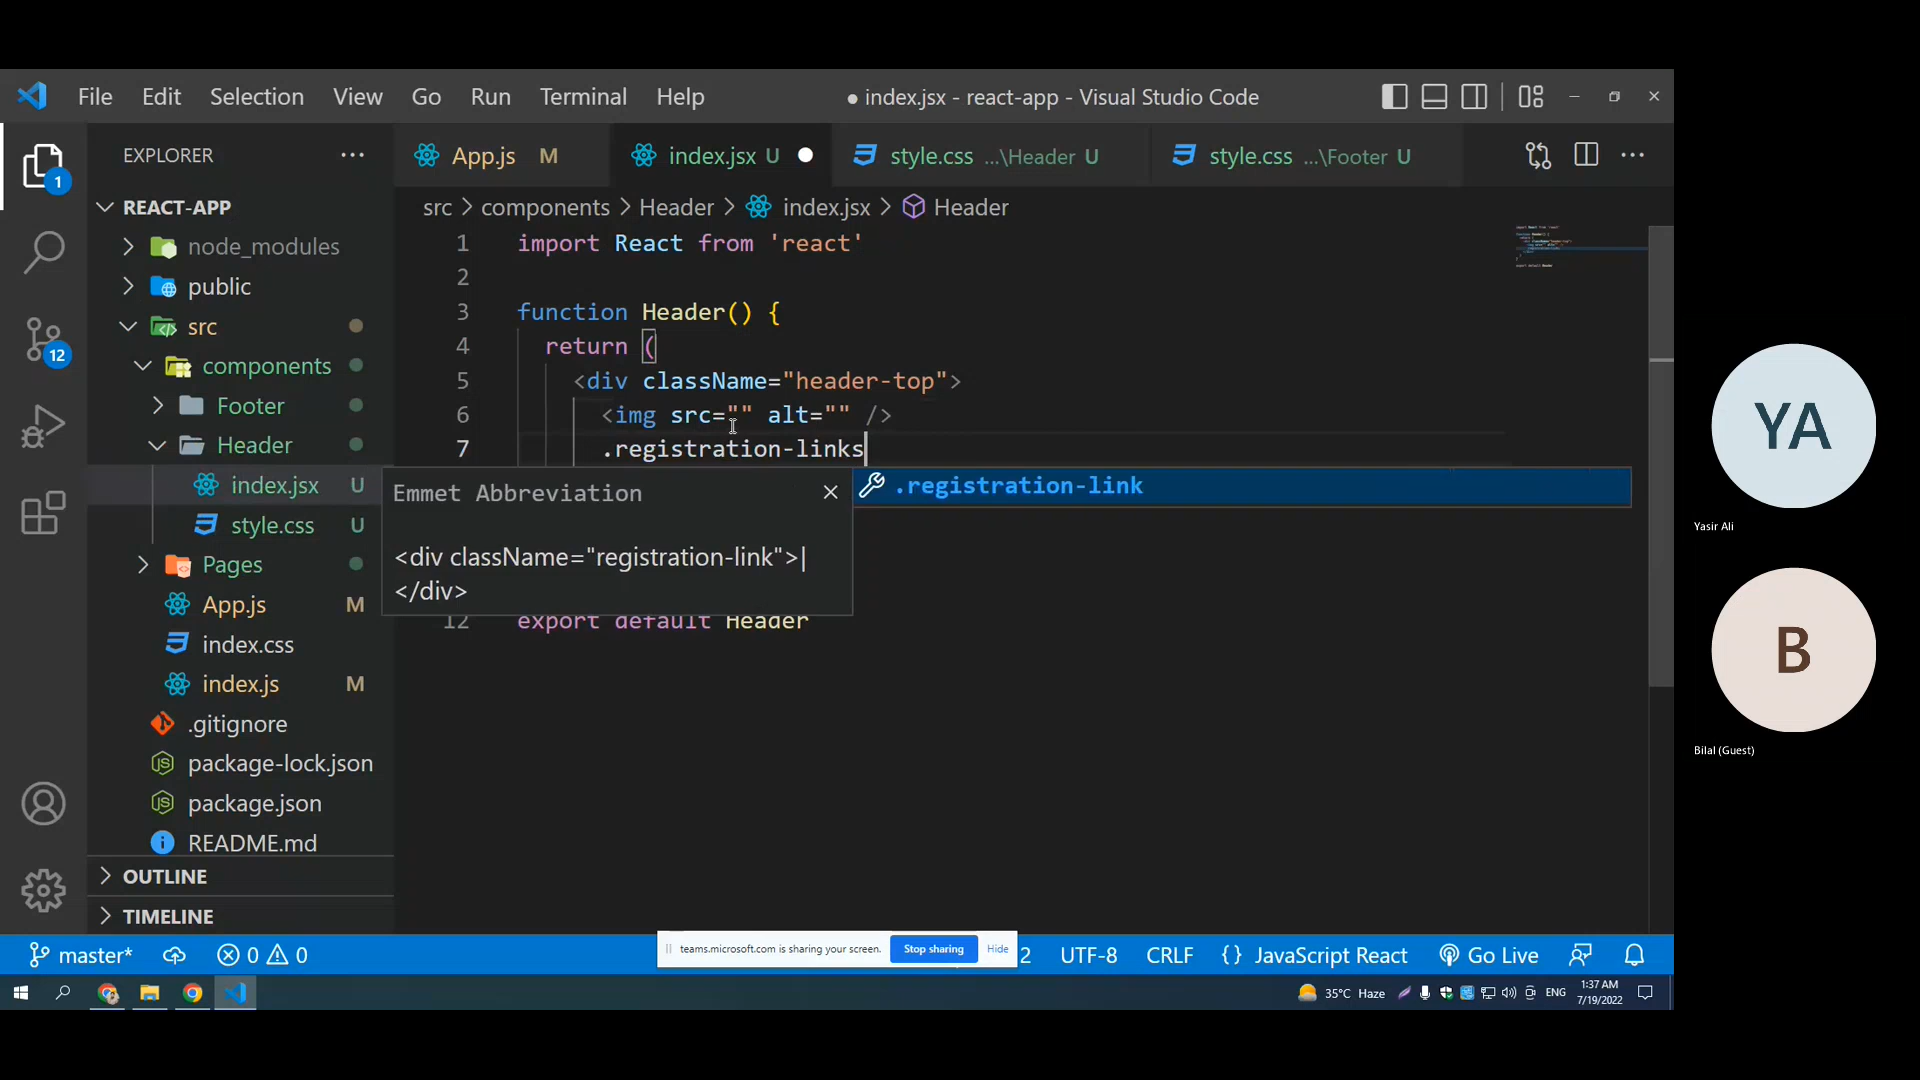 File Edit Selection View Go Run Terminal Help
● index.jsx - react-app - Visual Studio Code
EXPLORER ...
App.js M
index.jsx U
style.css ...\Header U
style.css ...\Footer U
...
1
12
REACT-APP
node_modules
public
src
components
Footer
Header
index.jsx U
style.css U
Pages
App.js M
index.css
index.js M
.gitignore
package-lock.json
package.json
README.md
OUTLINE
TIMELINE
src > components > Header > index.jsx > Header
1 import React from 'react'
2
3 function Header() {
4 return (
5 <div className="header-top">
6 <img src="" alt="" />
7 .registration-links
.registration-link
Emmet Abbreviation
<div className="registration-link">|
</div>
12 export default Header
YA
Yasir Ali
B
Bilal (Guest)
master* 0 0
teams.microsoft.com is sharing your screen. Stop sharing Hide
2 UTF-8 CRLF {} JavaScript React Go Live
35°C Haze ENG
1:37 AM
7/19/2022